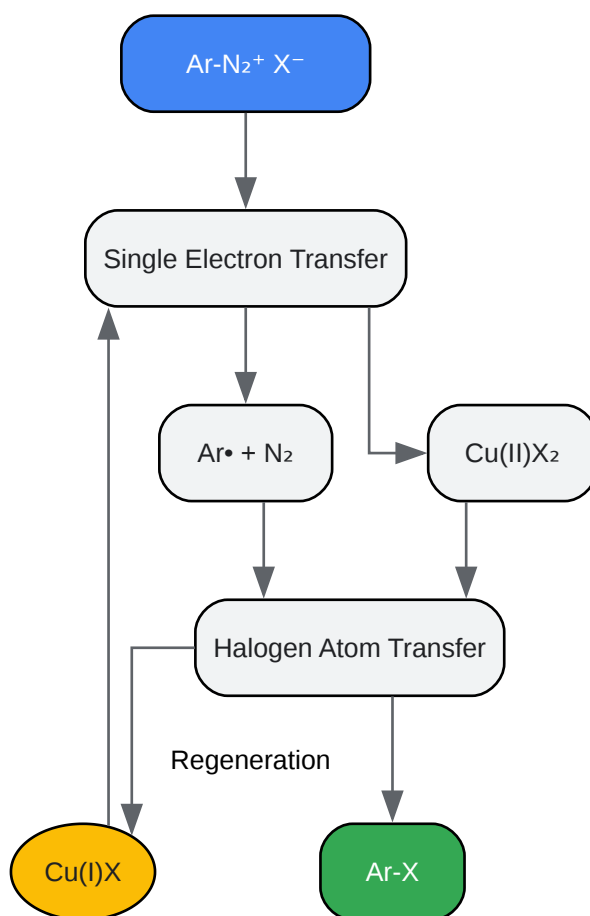 Ar-N₂⁺ X⁻
Single Electron Transfer
Ar• + N₂
Cu(II)X₂
Halogen Atom Transfer
Regeneration
Cu(I)X
Ar-X